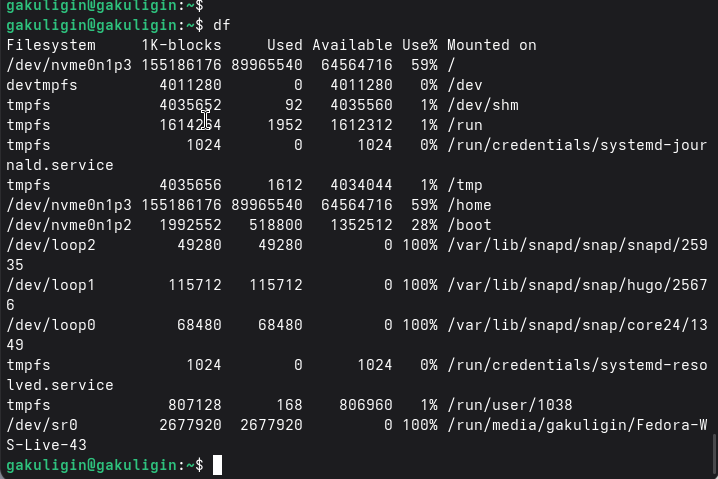 gakuligin@gakuligin:~$
gakuligin@gakuligin:~$ df
Filesystem     1K-blocks     Used Available Use% Mounted on
/dev/nvme0n1p3 155186176 89965540  64564716  59% /
devtmpfs         4011280        0   4011280   0% /dev
tmpfs            4035652       92   4035560   1% /dev/shm
tmpfs            1614264     1952   1612312   1% /run
tmpfs               1024        0      1024   0% /run/credentials/systemd-jour
nald.service
tmpfs            4035656     1612   4034044   1% /tmp
/dev/nvme0n1p3 155186176 89965540  64564716  59% /home
/dev/nvme0n1p2   1992552   518800   1352512  28% /boot
/dev/loop2         49280    49280         0 100% /var/lib/snapd/snap/snapd/259
35
/dev/loop1        115712   115712         0 100% /var/lib/snapd/snap/hugo/2567
6
/dev/loop0         68480    68480         0 100% /var/lib/snapd/snap/core24/13
49
tmpfs               1024        0      1024   0% /run/credentials/systemd-reso
lved.service
tmpfs             807128      168    806960   1% /run/user/1038
/dev/sr0         2677920  2677920         0 100% /run/media/gakuligin/Fedora-W
S-Live-43
gakuligin@gakuligin:~$